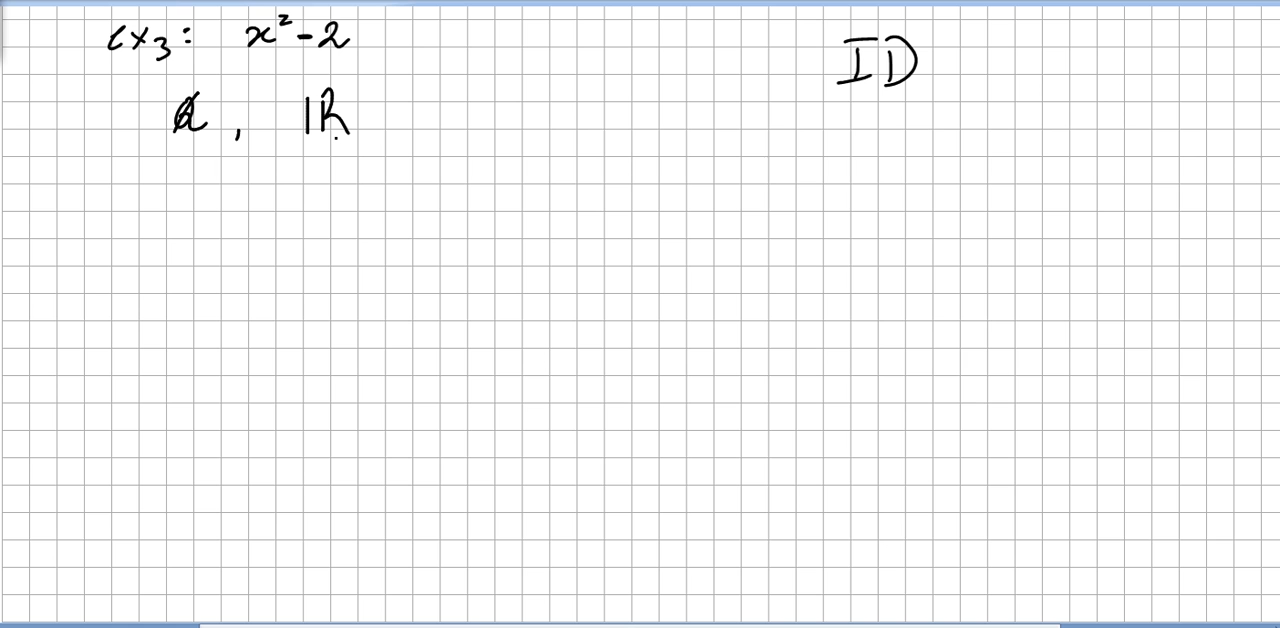 ex3: x²-2
ID
ℚ, ℝ